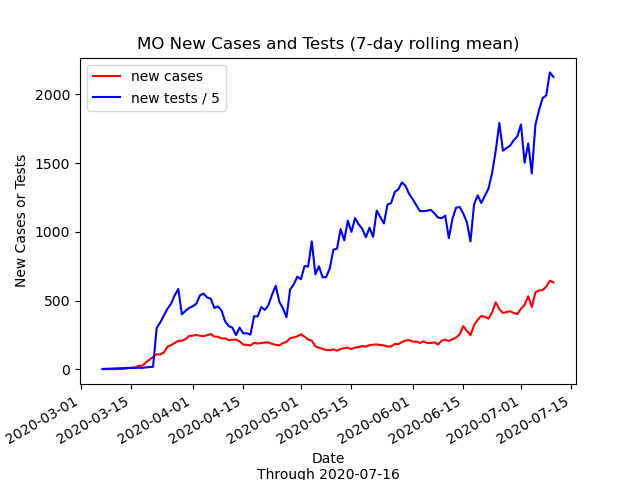 MO New Cases and Tests (7-day rolling mean)
new cases
new tests / 5
New Cases or Tests
2000
1500
1000
500
0
2020-03-01
2020-03-15
2020-04-01
2020-04-15
2020-05-01
2020-05-15
2020-06-01
2020-06-15
2020-07-01
2020-07-15
Date
Through 2020-07-16